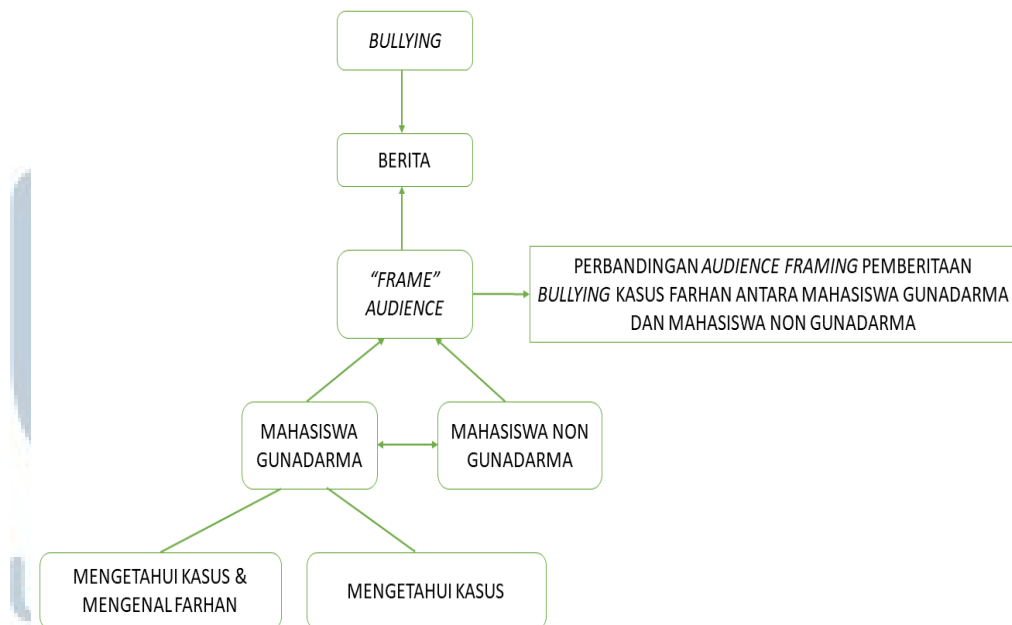 BULLYING
BERITA
“FRAME”
AUDIENCE
PERBANDINGAN AUDIENCE FRAMING PEMBERITAAN
BULLYING KASUS FARHAN ANTARA MAHASISWA GUNADARMA
DAN MAHASISWA NON GUNADARMA
MAHASISWA
GUNADARMA
MAHASISWA NON
GUNADARMA
MENGETAHUI KASUS &
MENGENAL FARHAN
MENGETAHUI KASUS